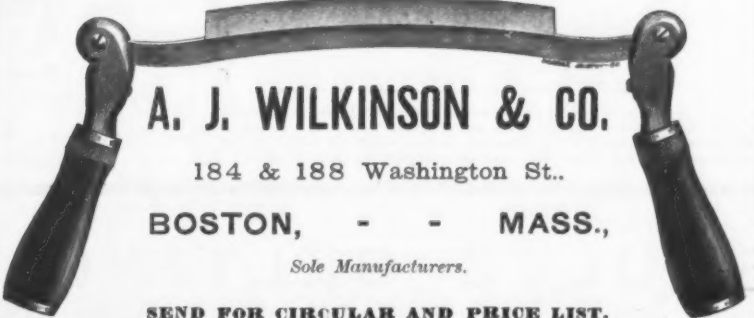 A. J. WILKINSON & CO.
184 & 188 Washington St..
BOSTON, - - MASS.,
Sole Manufacturers.
SEND FOR CIRCULAR AND PRICE LIST.